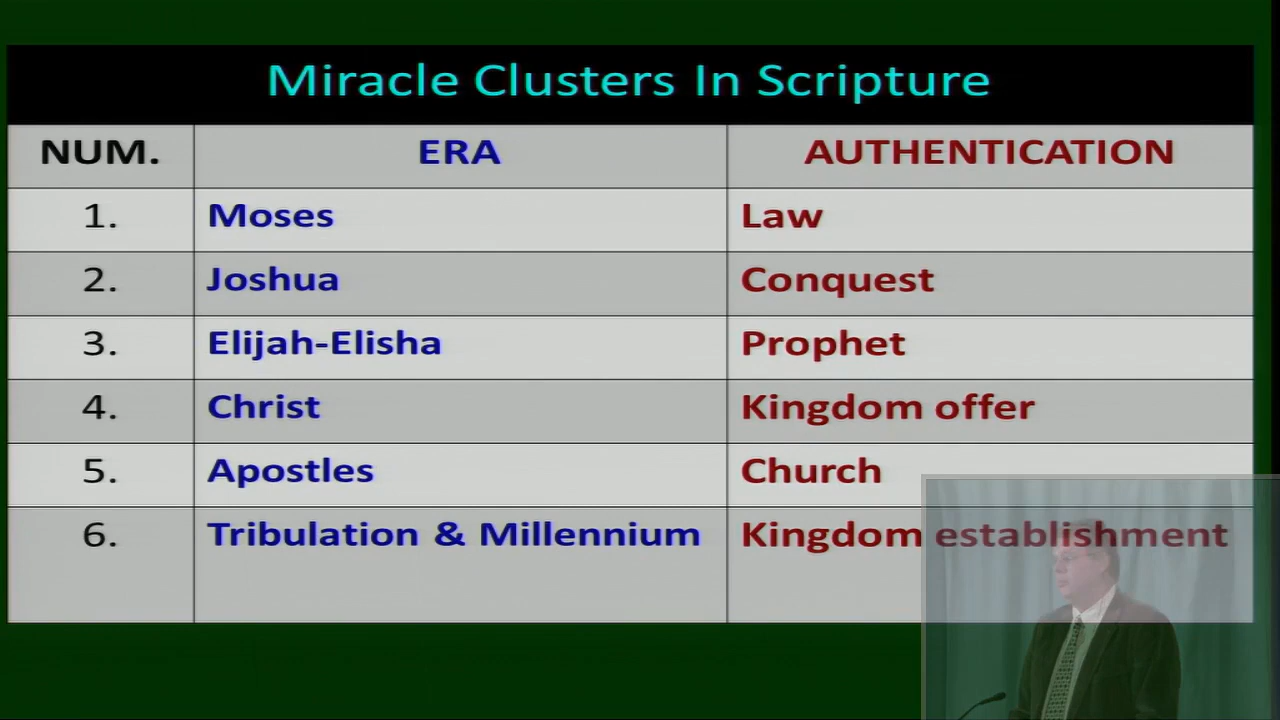 Miracle Clusters In Scripture
NUM. ERA AUTHENTICATION
1. Moses Law
2. Joshua Conquest
3. Elijah-Elisha Prophet
4. Christ Kingdom offer
5. Apostles Church
6. Tribulation & Millennium Kingdom establishment